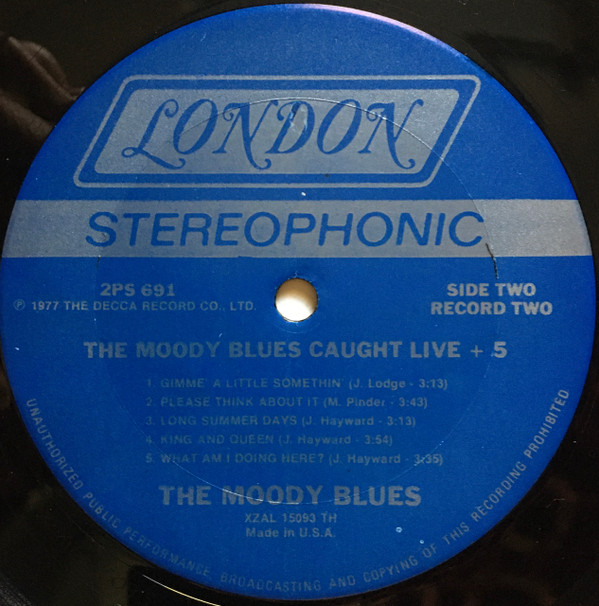 LONDON
STEREOPHONIC
2PS 691
SIDE TWO
℗ 1977 THE DECCA RECORD CO., LTD.
RECORD TWO
THE MOODY BLUES CAUGHT LIVE + 5
1. GIMME' A LITTLE SOMETHIN' (J. Lodge - 3:13)
2. PLEASE THINK ABOUT IT (M. Pinder - 3:43)
3. LONG SUMMER DAYS (J. Hayward - 3:13)
4. KING AND QUEEN (J. Hayward - 3:54)
5. WHAT AM I DOING HERE? (J. Hayward - 3:35)
THE MOODY BLUES
XZAL 15093 TH
Made in U.S.A.
UNAUTHORIZED PUBLIC PERFORMANCE, BROADCASTING AND COPYING OF THIS RECORDING PROHIBITED